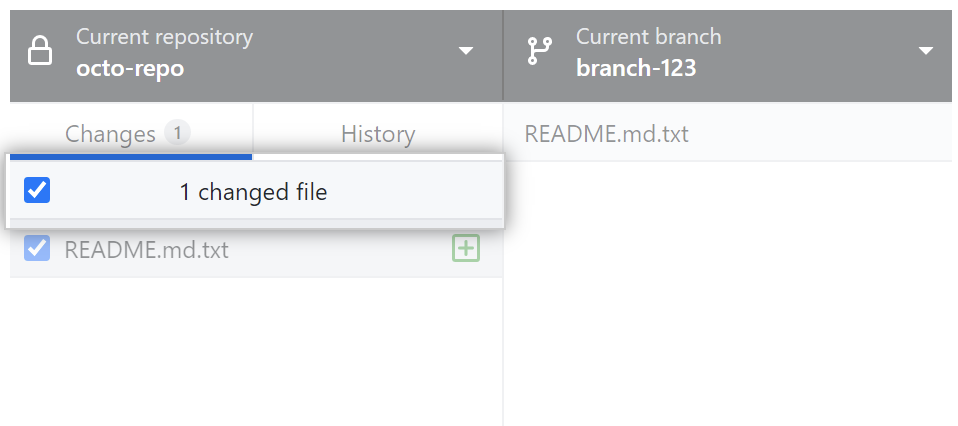 Current repository
octo-repo
Current branch
branch-123
Changes 1
History
README.md.txt
1 changed file
README.md.txt